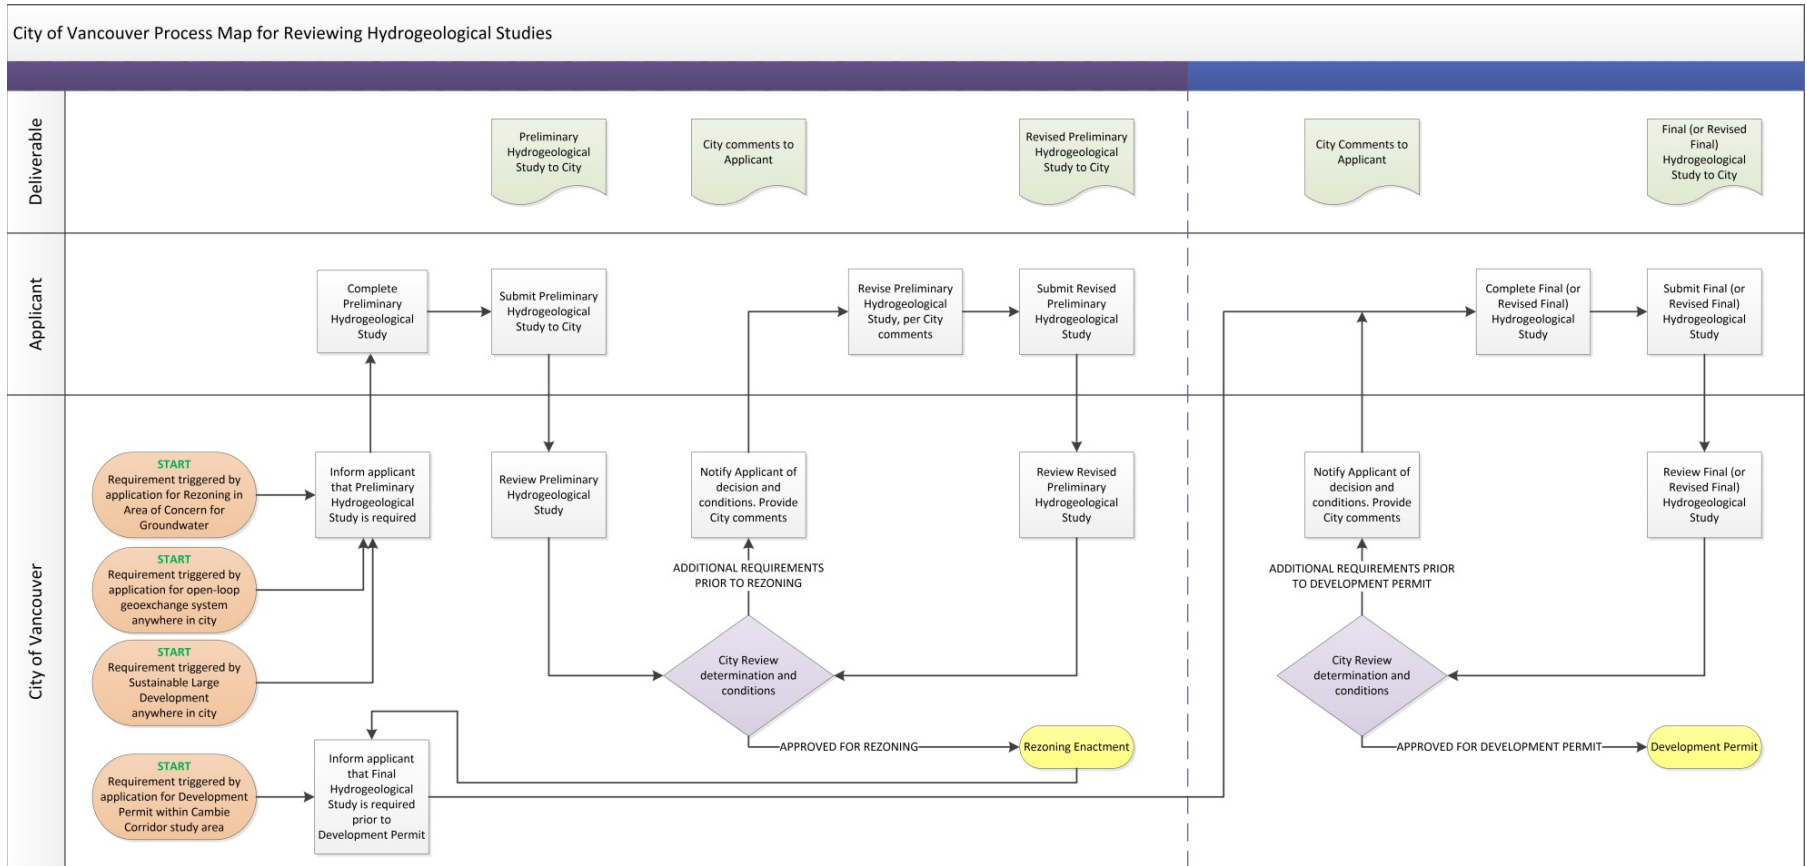 City of Vancouver Process Map for Reviewing Hydrogeological Studies
Deliverable
Preliminary
Hydrogeological
Study to City
City comments to
Applicant
Revised Preliminary
Hydrogeological
Study to City
City Comments to
Applicant
Final (or Revised
Final)
Hydrogeological
Study to City
Applicant
Complete
Preliminary
Hydrogeological
Study
Submit Preliminary
Hydrogeological
Study to City
Revise Preliminary
Hydrogeological
Study, per City
comments
Submit Revised
Preliminary
Hydrogeological
Study
Complete Final (or
Revised Final)
Hydrogeological
Study
Submit Final (or
Revised Final)
Hydrogeological
Study
City of Vancouver
START
Requirement triggered by
application for Rezoning in
Area of Concern for
Groundwater
Inform applicant
that Preliminary
Hydrogeological
Study is required
Review Preliminary
Hydrogeological
Study
Notify Applicant of
decision and
conditions. Provide
City comments
Review Revised
Preliminary
Hydrogeological
Study
Notify Applicant of
decision and
conditions. Provide
City comments
Review Final (or
Revised Final)
Hydrogeological
Study
START
Requirement triggered by
application for open-loop
geoexchange system
anywhere in city
ADDITIONAL REQUIREMENTS
PRIOR TO REZONING
ADDITIONAL REQUIREMENTS PRIOR
TO DEVELOPMENT PERMIT
START
Requirement triggered by
Sustainable Large
Development
anywhere in city
City Review
determination and
conditions
City Review
determination and
conditions
APPROVED FOR REZONING
Rezoning Enactment
APPROVED FOR DEVELOPMENT PERMIT
Development Permit
START
Requirement triggered by
application for Development
Permit within Cambie
Corridor study area
Inform applicant
that Final
Hydrogeological
Study is required
prior to
Development Permit